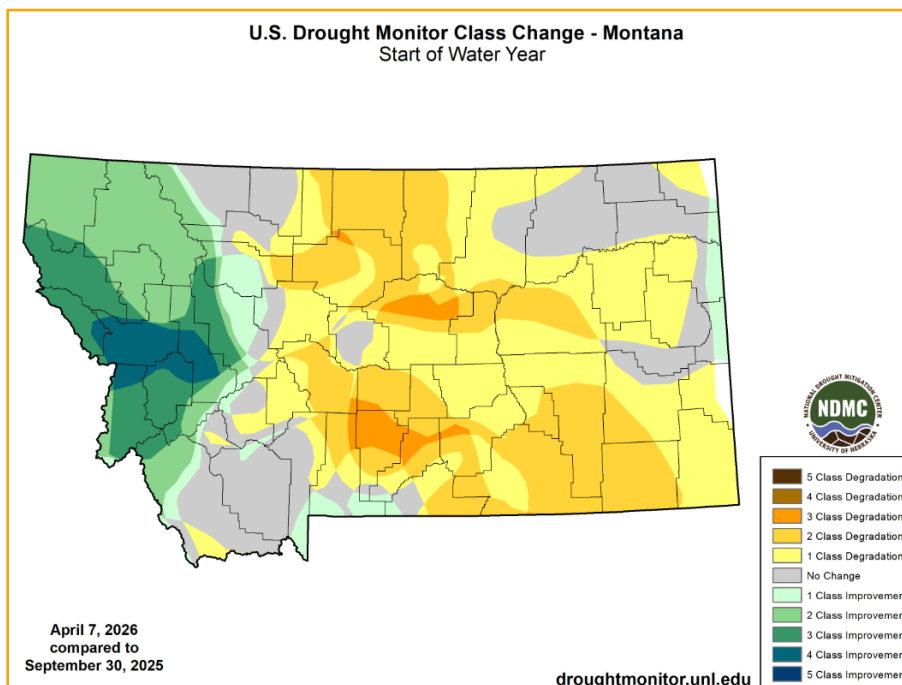 U.S. Drought Monitor Class Change - Montana
Start of Water Year
NATIONAL DROUGHT MITIGATION CENTER
NDMC
UNIVERSITY OF NEBRASKA
5 Class Degradation
4 Class Degradation
3 Class Degradation
2 Class Degradation
1 Class Degradation
No Change
1 Class Improvemen
2 Class Improvemen
3 Class Improvemen
4 Class Improvemen
5 Class Improvemen
April 7, 2026
compared to
September 30, 2025
droughtmonitor.unl.edu